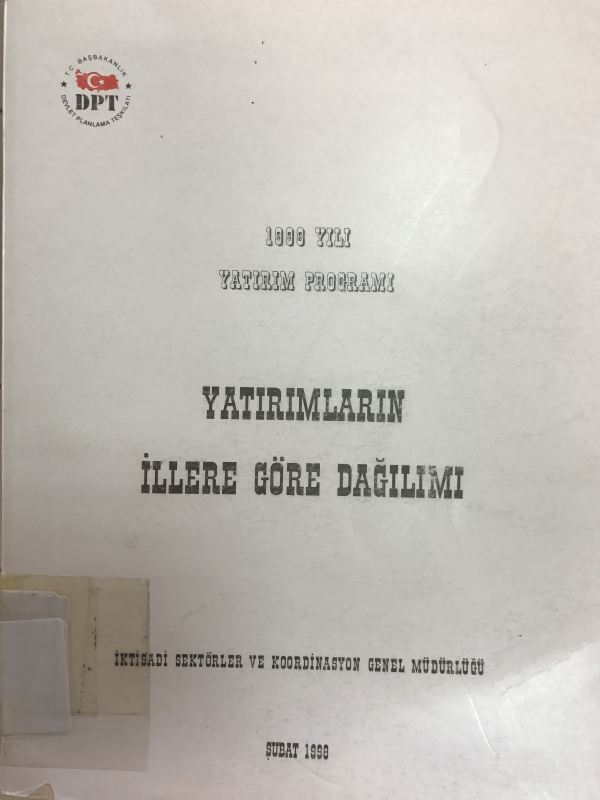 T.C. BAŞBAKANLIK
DPT
DEVLET PLANLAMA TEŞKİLATI
1998 YILI
YATIRIM PROGRAMI
YATIRIMLARIN
İLLERE GÖRE DAĞILIMI
İKTİSADİ SEKTÖRLER VE KOORDİNASYON GENEL MÜDÜRLÜĞÜ
ŞUBAT 1998